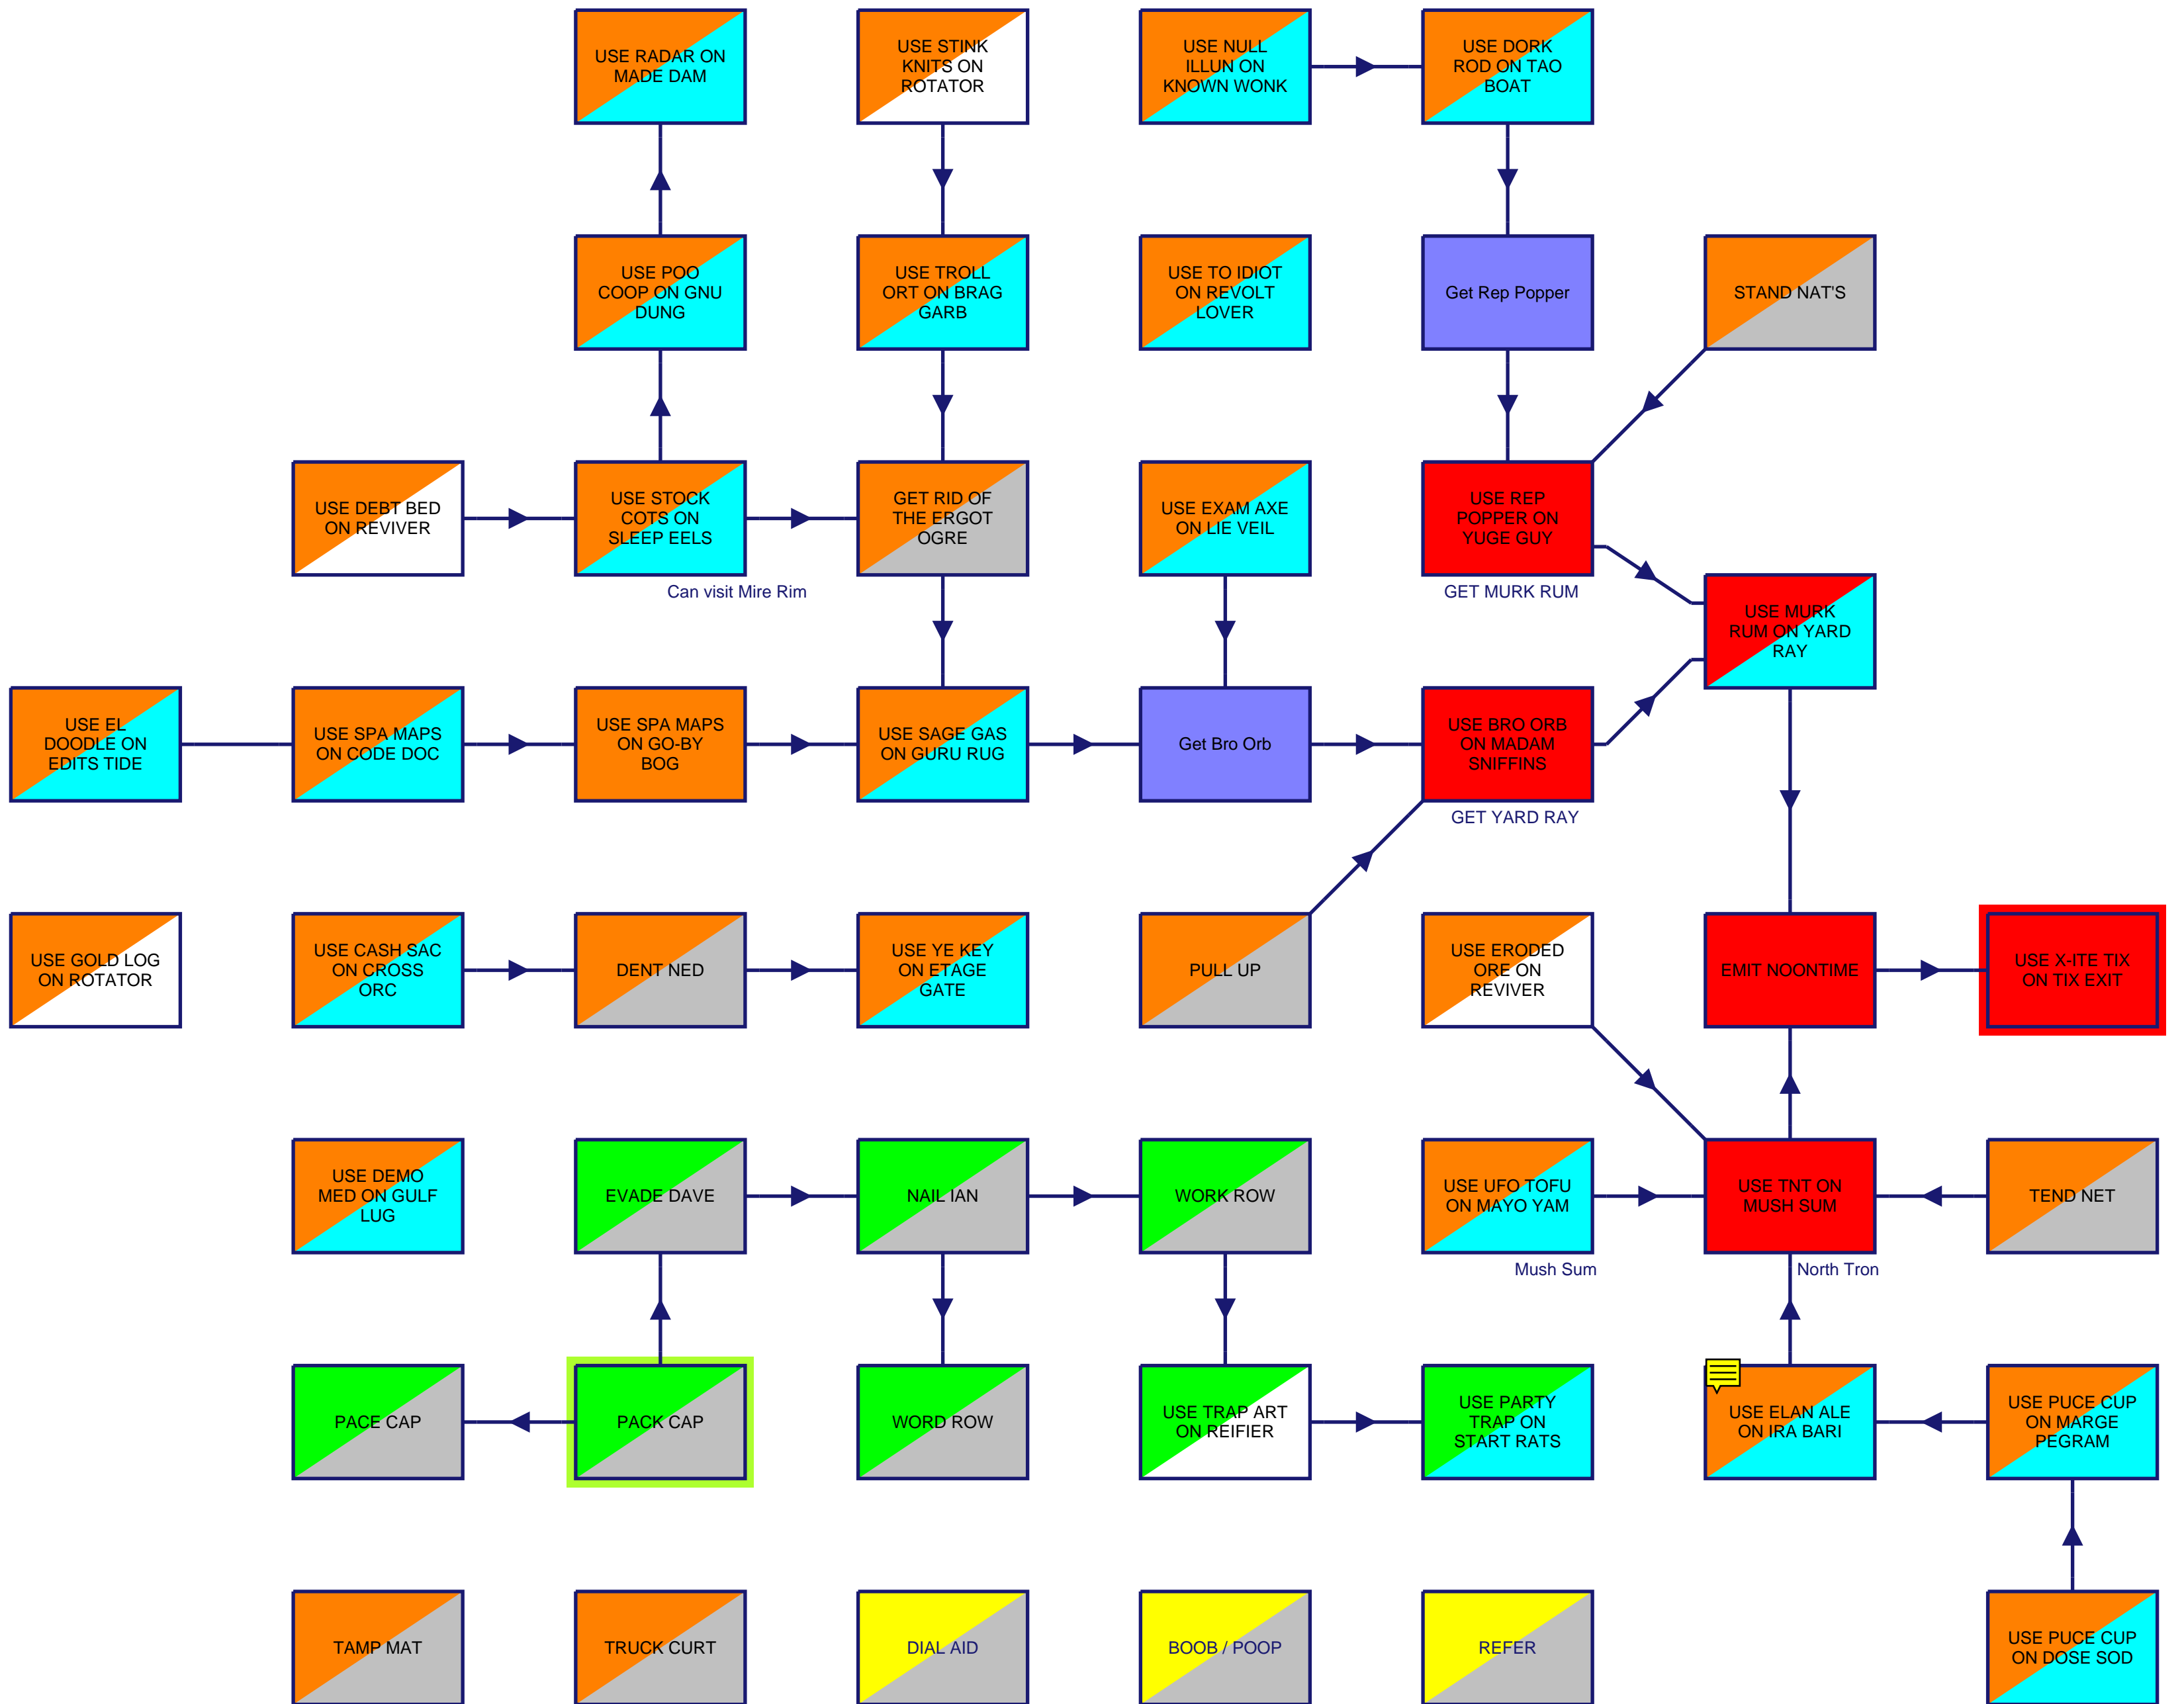 USE RADAR ON
MADE DAM
USE STINK
KNITS ON
ROTATOR
USE NULL
ILLUN ON
KNOWN WONK
USE DORK
ROD ON TAO
BOAT
USE POO
COOP ON GNU
DUNG
USE TROLL
ORT ON BRAG
GARB
USE TO IDIOT
ON REVOLT
LOVER
Get Rep Popper
STAND NAT'S
USE DEBT BED
ON REVIVER
USE STOCK
COTS ON
SLEEP EELS
Can visit Mire Rim
GET RID OF
THE ERGOT
OGRE
USE EXAM AXE
ON LIE VEIL
USE REP
POPPER ON
YUGE GUY
GET MURK RUM
USE MURK
RUM ON YARD
RAY
USE EL
DOODLE ON
EDITS TIDE
USE SPA MAPS
ON CODE DOC
USE SPA MAPS
ON GO-BY
BOG
USE SAGE GAS
ON GURU RUG
Get Bro Orb
USE BRO ORB
ON MADAM
SNIFFINS
GET YARD RAY
USE GOLD LOG
ON ROTATOR
USE CASH SAC
ON CROSS
ORC
DENT NED
USE YE KEY
ON ETAGE
GATE
PULL UP
USE ERODED
ORE ON
REVIVER
EMIT NOONTIME
USE X-ITE TIX
ON TIX EXIT
USE DEMO
MED ON GULF
LUG
EVADE DAVE
NAIL IAN
WORK ROW
USE UFO TOFU
ON MAYO YAM
Mush Sum
USE TNT ON
MUSH SUM
North Tron
TEND NET
PACE CAP
PACK CAP
WORD ROW
USE TRAP ART
ON REIFIER
USE PARTY
TRAP ON
START RATS
USE ELAN ALE
ON IRA BARI
USE PUCE CUP
ON MARGE
PEGRAM
TAMP MAT
TRUCK CURT
DIAL AID
BOOB / POOP
REFER
USE PUCE CUP
ON DOSE SOD